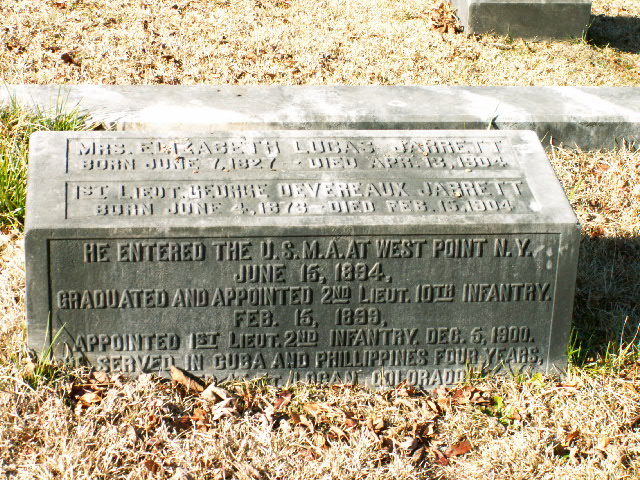 MRS. ELIZABETH LUCAS JARRETT
BORN JUNE 7, 1827 - DIED APR. 18, 1904.
1ST LIEUT. GEORGE DEVEREAUX JARRETT
BORN JUNE 4, 1873 - DIED FEB. 15, 1904.
HE ENTERED THE U.S.M.A. AT WEST POINT N.Y.
JUNE 15, 1894,
GRADUATED AND APPOINTED 2ND LIEUT. 10TH INFANTRY.
FEB. 15, 1899,
APPOINTED 1ST LIEUT. 2ND INFANTRY. DEC. 5, 1900.
SERVED IN CUBA AND PHILLIPPINES FOUR YEARS,
LOGAN, COLORADO